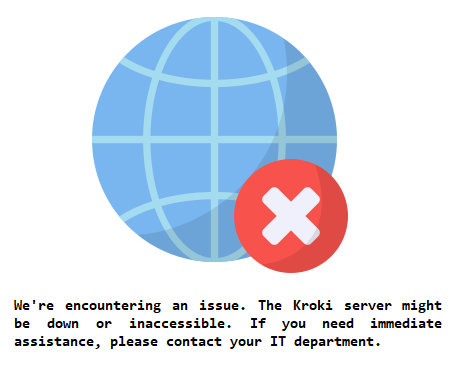 We're encountering an issue. The Kroki server might
be down or inaccessible. If you need immediate
assistance, please contact your IT department.